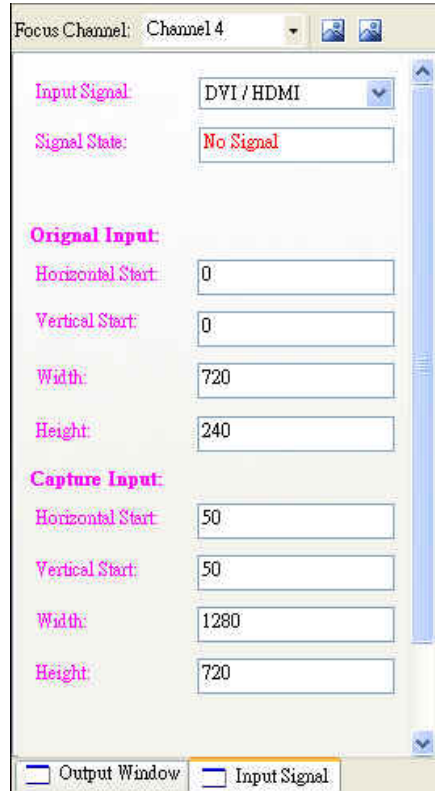 Focus Channel: Channel 4
Input Signal: DVI / HDMI
Signal State: No Signal
Orignal Input:
Horizontal Start: 0
Vertical Start: 0
Width: 720
Height: 240
Capture Input:
Horizontal Start: 50
Vertical Start: 50
Width: 1280
Height: 720
Output Window Input Signal